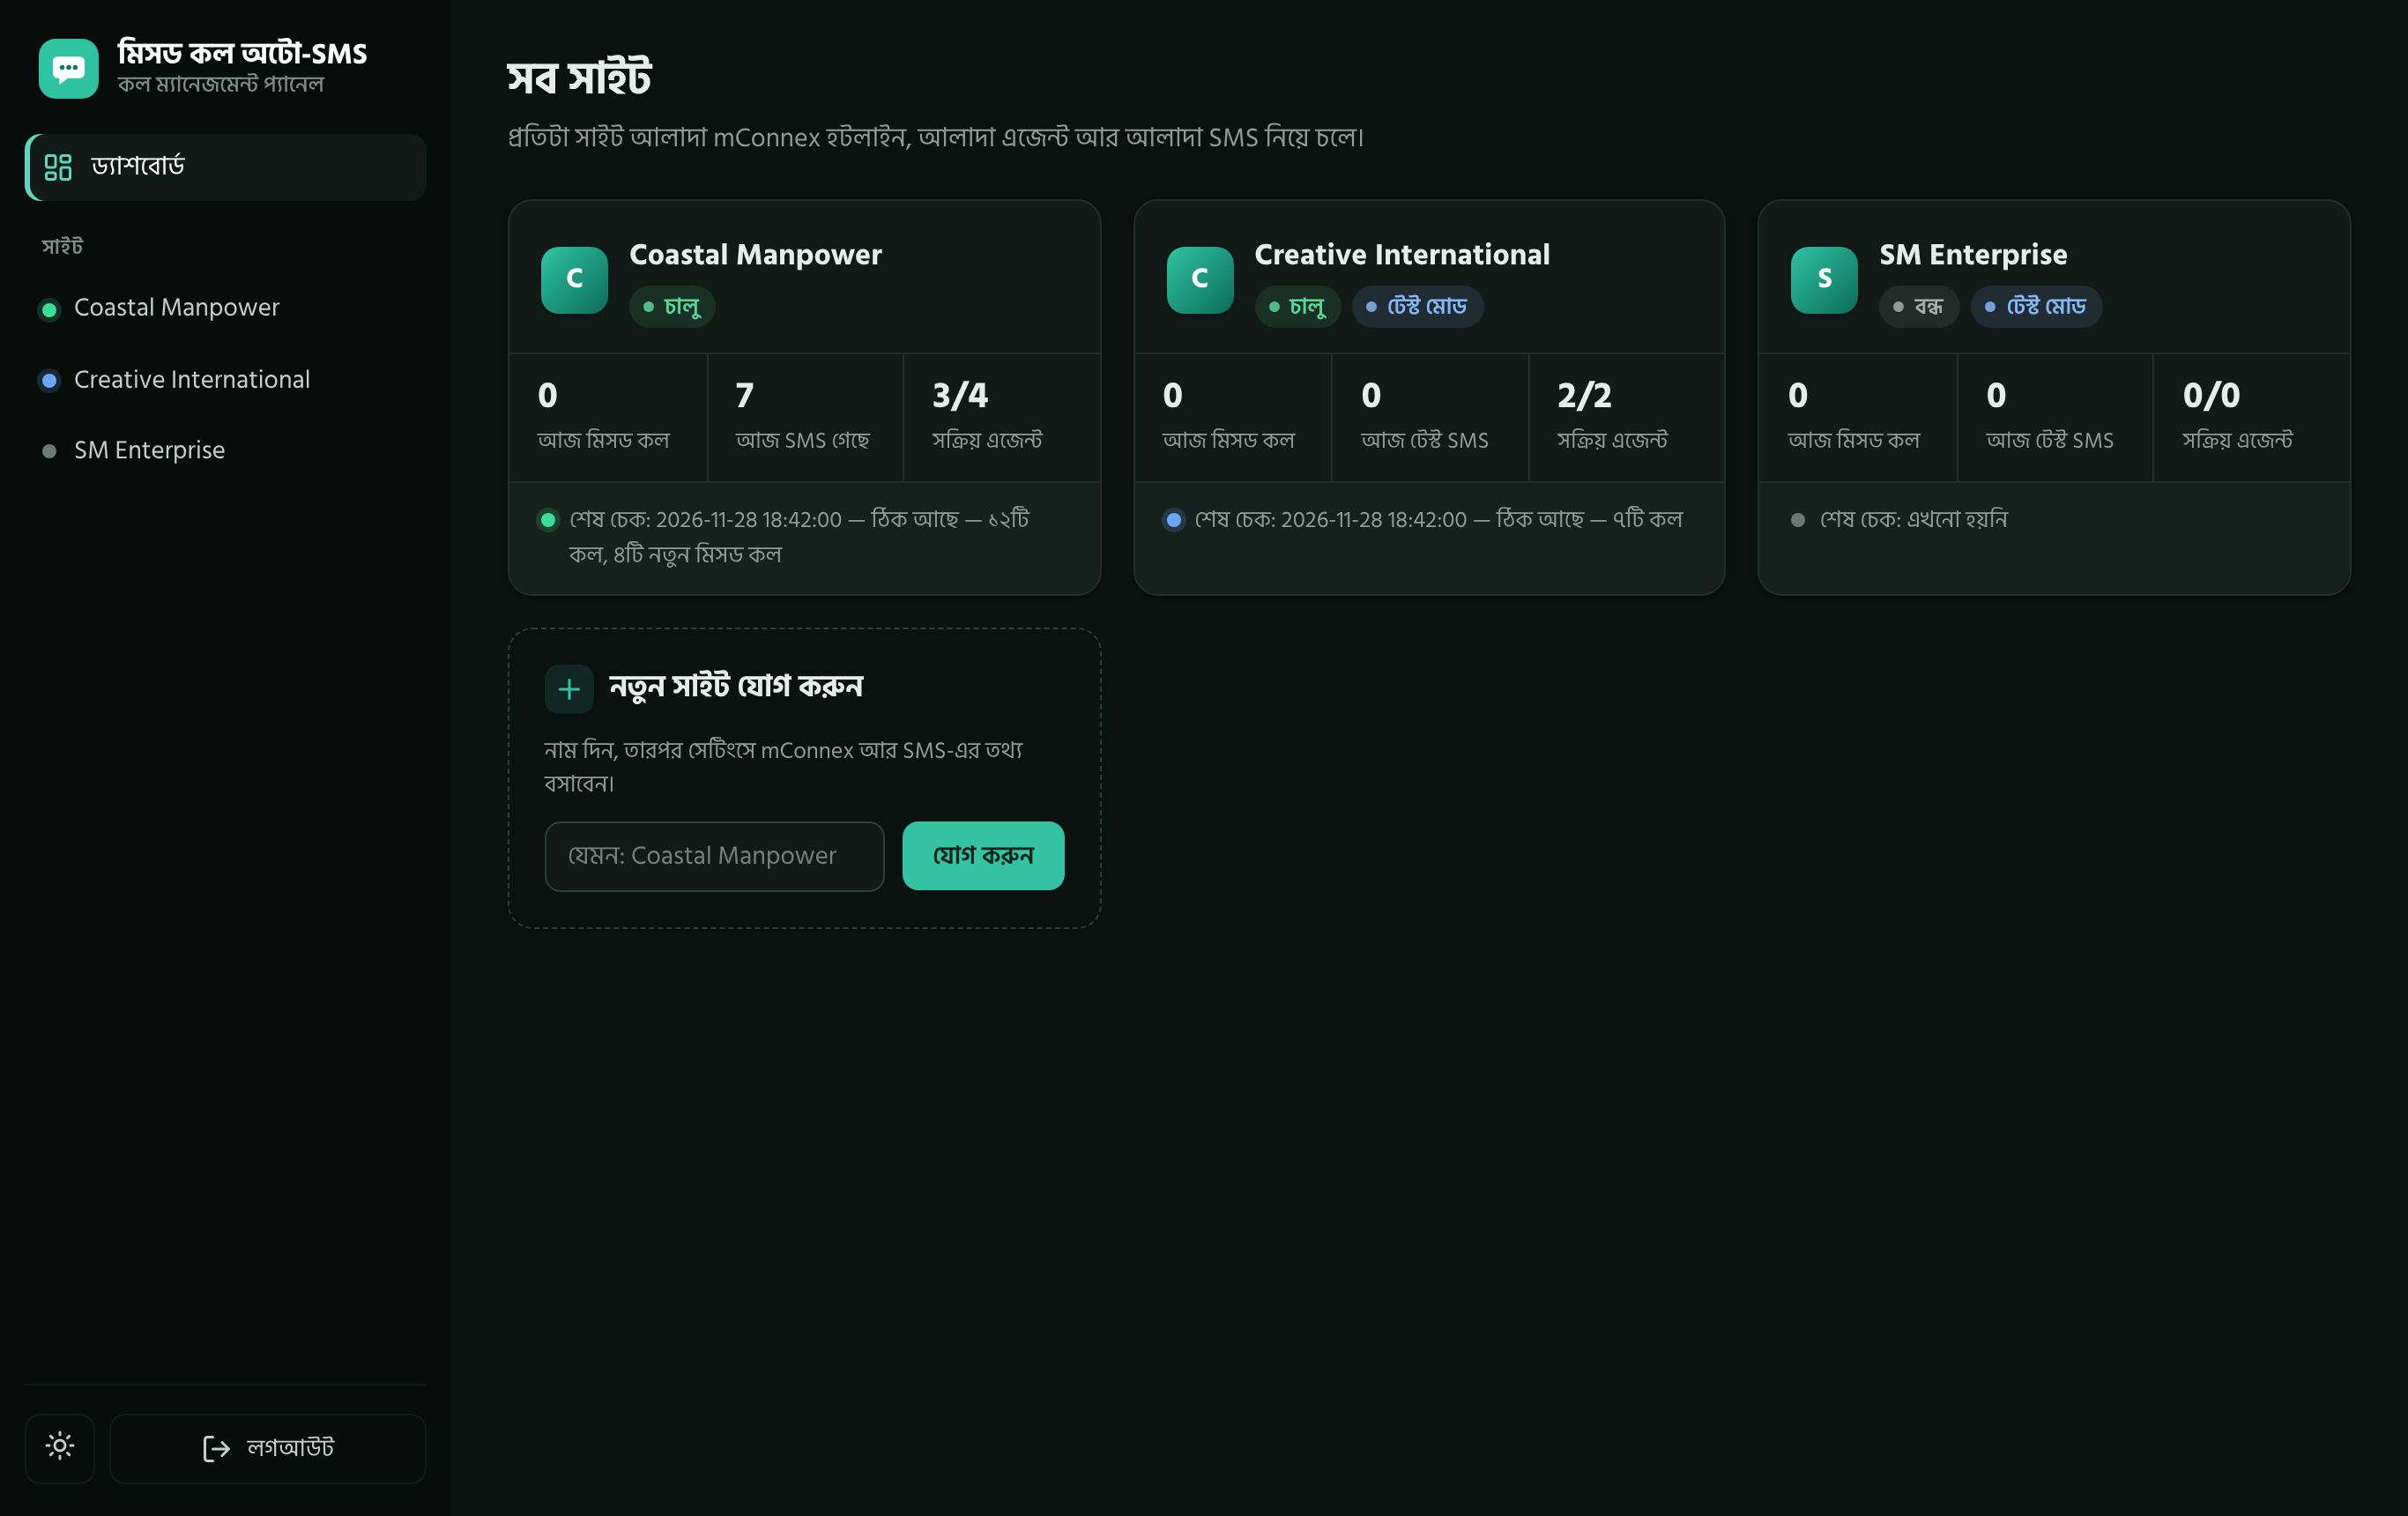 মিসড কল অটো-SMS
কল ম্যানেজমেন্ট প্যানেল
ড্যাশবোর্ড
সাইট
Coastal Manpower
Creative International
SM Enterprise
লগআউট
সব সাইট
প্রতিটা সাইট আলাদা mConnex হটলাইন, আলাদা এজেন্ট আর আলাদা SMS নিয়ে চলে।
C
Coastal Manpower
চালু
0
আজ মিসড কল
7
আজ SMS গেছে
3/4
সক্রিয় এজেন্ট
শেষ চেক: 2026-11-28 18:42:00 — ঠিক আছে — ১২টি
কল, ৪টি নতুন মিসড কল
C
Creative International
চালু
টেস্ট মোড
0
আজ মিসড কল
0
আজ টেস্ট SMS
2/2
সক্রিয় এজেন্ট
শেষ চেক: 2026-11-28 18:42:00 — ঠিক আছে — ৭টি কল
S
SM Enterprise
বন্ধ
টেস্ট মোড
0
আজ মিসড কল
0
আজ টেস্ট SMS
0/0
সক্রিয় এজেন্ট
শেষ চেক: এখনো হয়নি
নতুন সাইট যোগ করুন
নাম দিন, তারপর সেটিংসে mConnex আর SMS-এর তথ্য
বসাবেন।
যেমন: Coastal Manpower
যোগ করুন